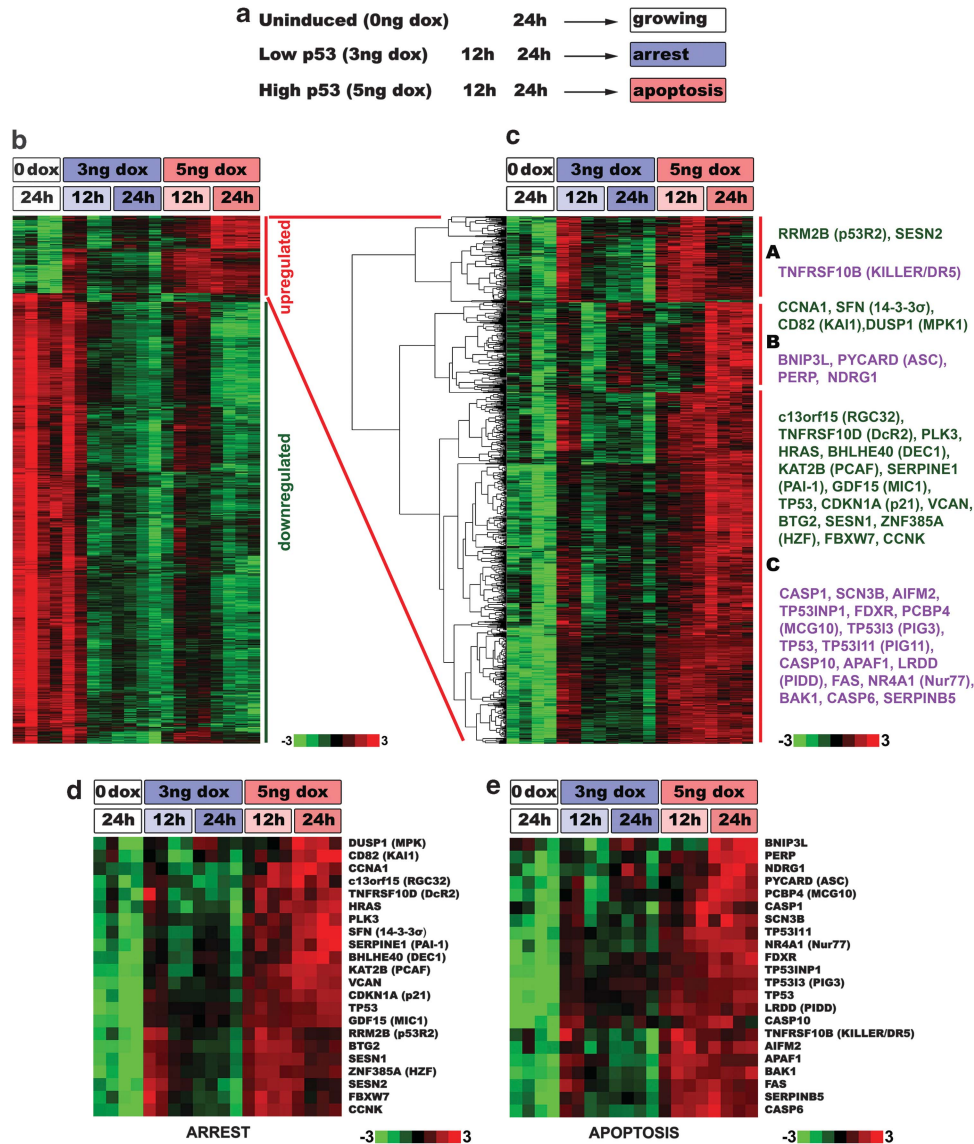 a
Uninduced (0ng dox) 24h growing
Low p53 (3ng dox) 12h 24h arrest
High p53 (5ng dox) 12h 24h apoptosis
b
0 dox 3ng dox 5ng dox
24h 12h 24h 12h 24h
upregulated
downregulated
-3 3
c
0 dox 3ng dox 5ng dox
24h 12h 24h 12h 24h
RRM2B (p53R2), SESN2
A
TNFRSF10B (KILLER/DR5)
CCNA1, SFN (14-3-3σ),
CD82 (KAI1),DUSP1 (MPK1)
B
BNIP3L, PYCARD (ASC),
PERP, NDRG1
c13orf15 (RGC32),
TNFRSF10D (DcR2), PLK3,
HRAS, BHLHE40 (DEC1),
KAT2B (PCAF), SERPINE1
(PAI-1), GDF15 (MIC1),
TP53, CDKN1A (p21), VCAN,
BTG2, SESN1, ZNF385A
(HZF), FBXW7, CCNK
C
CASP1, SCN3B, AIFM2,
TP53INP1, FDXR, PCBP4
(MCG10), TP53I3 (PIG3),
TP53, TP53I11 (PIG11),
CASP10, APAF1, LRDD
(PIDD), FAS, NR4A1 (Nur77),
BAK1, CASP6, SERPINB5
-3 3
d
0 dox 3ng dox 5ng dox
24h 12h 24h 12h 24h
DUSP1 (MPK)
CD82 (KAI1)
CCNA1
c13orf15 (RGC32)
TNFRSF10D (DcR2)
HRAS
PLK3
SFN (14-3-3σ)
SERPINE1 (PAI-1)
BHLHE40 (DEC1)
KAT2B (PCAF)
VCAN
CDKN1A (p21)
TP53
GDF15 (MIC1)
RRM2B (p53R2)
BTG2
SESN1
ZNF385A (HZF)
SESN2
FBXW7
CCNK
ARREST
-3 3
e
0 dox 3ng dox 5ng dox
24h 12h 24h 12h 24h
BNIP3L
PERP
NDRG1
PYCARD (ASC)
PCBP4 (MCG10)
CASP1
SCN3B
TP53I11
NR4A1 (Nur77)
FDXR
TP53INP1
TP53I3 (PIG3)
TP53
LRDD (PIDD)
CASP10
TNFRSF10B (KILLER/DR5)
AIFM2
APAF1
BAK1
FAS
SERPINB5
CASP6
APOPTOSIS
-3 3